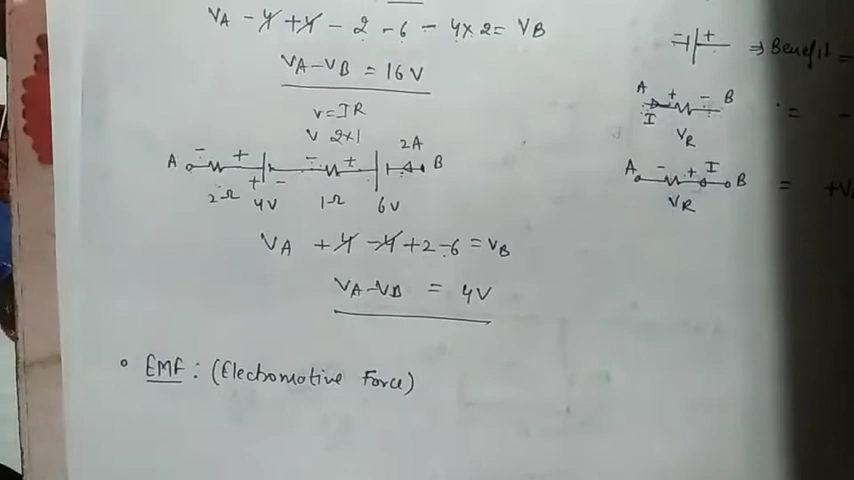 VA - 4 + 4 - 2 - 6 - 4×2 = VB
VA-VB = 16V
V=IR
V 2×1
A - + + - - + 2A B
2Ω 4V 1Ω 6V
VA + 4 - 4 + 2 - 6 = VB
VA-VB = 4V
• EMF : (Electromotive Force)
- + ⇒ Benefit =
A + - B = -
I
VR
A - + I B = +V
VR